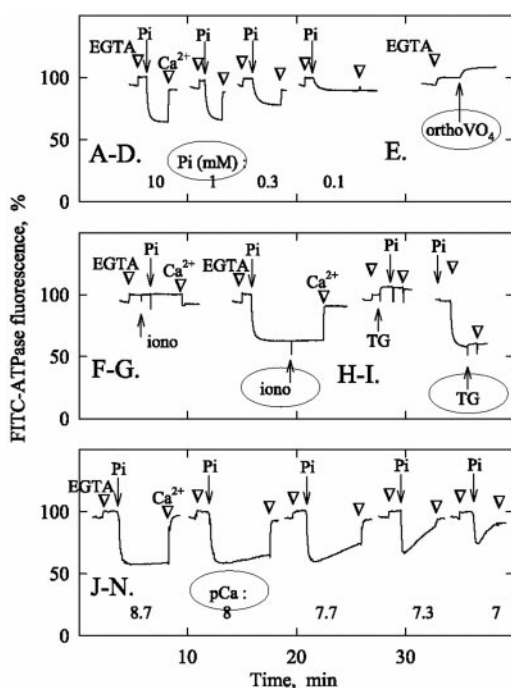 FITC-ATPase fluorescence, %
EGTA Pi Ca²⁺ Pi Pi Pi EGTA
100
orthoVO₄
50
A-D. Pi (mM) : E.
10 1 0.3 0.1
EGTA Pi Ca²⁺ EGTA Pi Ca²⁺ Pi Pi
100
iono TG
50
F-G. iono H-I. TG
0
EGTA Pi Ca²⁺ Pi Pi Pi Pi
100
50
J-N. pCa :
8.7 8 7.7 7.3 7
0
10 20 30
Time, min